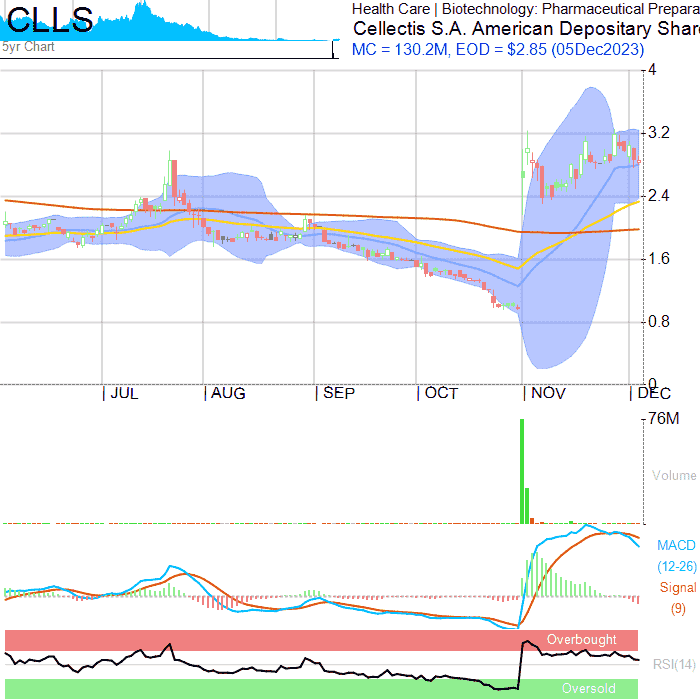 CLLS
5yr Chart
Health Care | Biotechnology: Pharmaceutical Prepara
Cellectis S.A. American Depositary Share
MC = 130.2M, EOD = $2.85 (05Dec2023)
4
3.2
2.4
1.6
0.8
0
JUL AUG SEP OCT NOV DEC
76M
Volume
MACD
(12-26)
Signal
(9)
Overbought
RSI(14)
Oversold